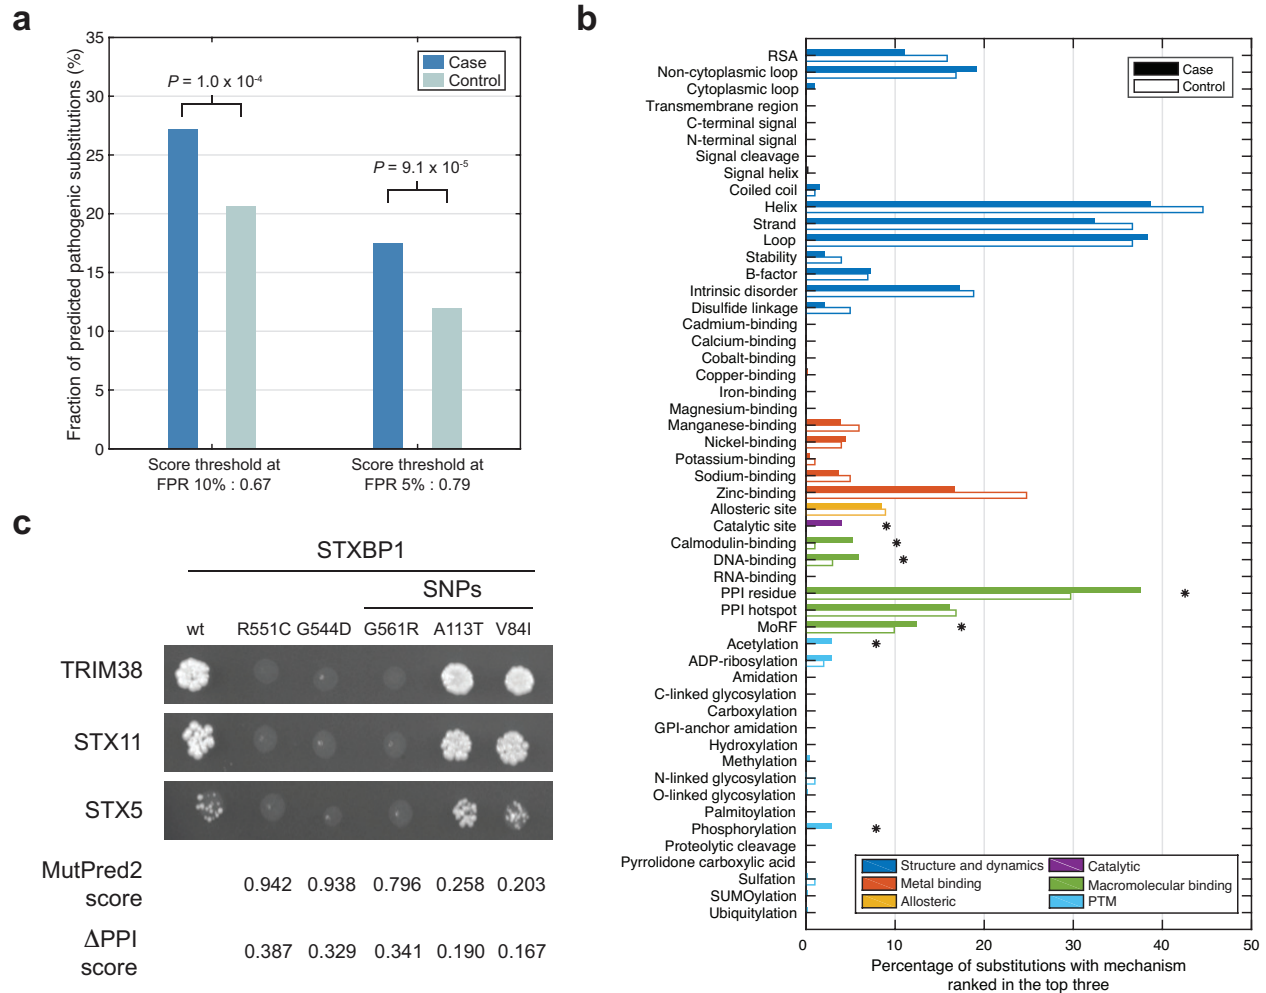 a
Fraction of predicted pathogenic substitutions (%)
35
30
25
20
15
10
5
0
Case
Control
P = 1.0 x 10-4
P = 9.1 x 10-5
Score threshold at
FPR 10% : 0.67
Score threshold at
FPR 5% : 0.79
b
RSA
Non-cytoplasmic loop
Cytoplasmic loop
Transmembrane region
C-terminal signal
N-terminal signal
Signal cleavage
Signal helix
Coiled coil
Helix
Strand
Loop
Stability
B-factor
Intrinsic disorder
Disulfide linkage
Cadmium-binding
Calcium-binding
Cobalt-binding
Copper-binding
Iron-binding
Magnesium-binding
Manganese-binding
Nickel-binding
Potassium-binding
Sodium-binding
Zinc-binding
Allosteric site
Catalytic site
*
Calmodulin-binding
*
DNA-binding
*
RNA-binding
PPI residue
*
PPI hotspot
MoRF
*
Acetylation
*
ADP-ribosylation
Amidation
C-linked glycosylation
Carboxylation
GPI-anchor amidation
Hydroxylation
Methylation
N-linked glycosylation
O-linked glycosylation
Palmitoylation
Phosphorylation
*
Proteolytic cleavage
Pyrrolidone carboxylic acid
Sulfation
SUMOylation
Ubiquitylation
Case
Control
Structure and dynamics
Metal binding
Allosteric
Catalytic
Macromolecular binding
PTM
0 10 20 30 40 50
Percentage of substitutions with mechanism
ranked in the top three
c
STXBP1
SNPs
wt R551C G544D G561R A113T V84I
TRIM38
STX11
STX5
MutPred2
score
0.942 0.938 0.796 0.258 0.203
ΔPPI
score
0.387 0.329 0.341 0.190 0.167